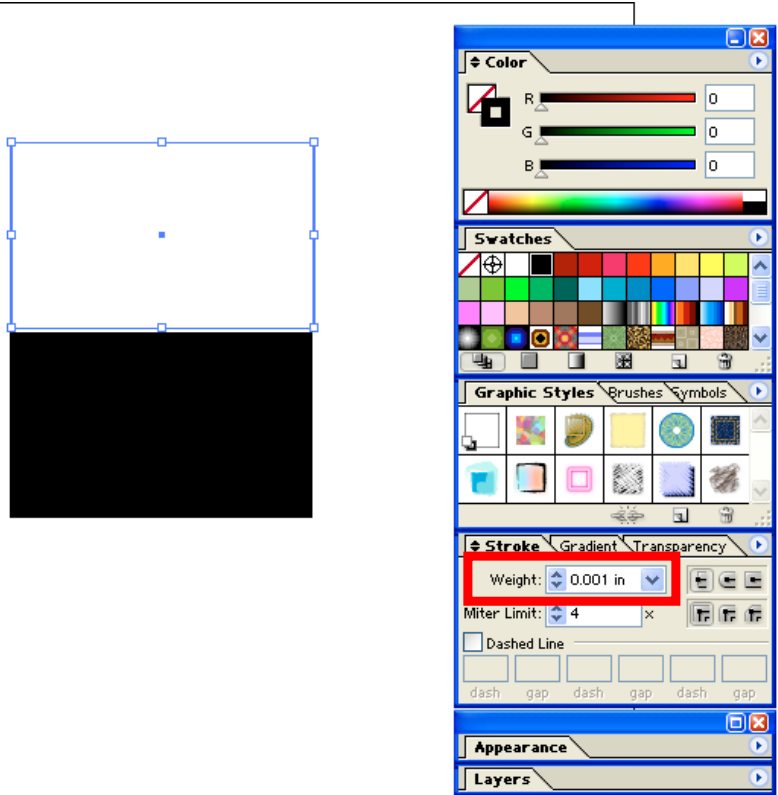 Color
R 0
G 0
B 0
Swatches
Graphic Styles Brushes Symbols
Stroke Gradient Transparency
Weight: 0.001 in
Miter Limit: 4 x
Dashed Line
dash gap dash gap dash gap
Appearance
Layers